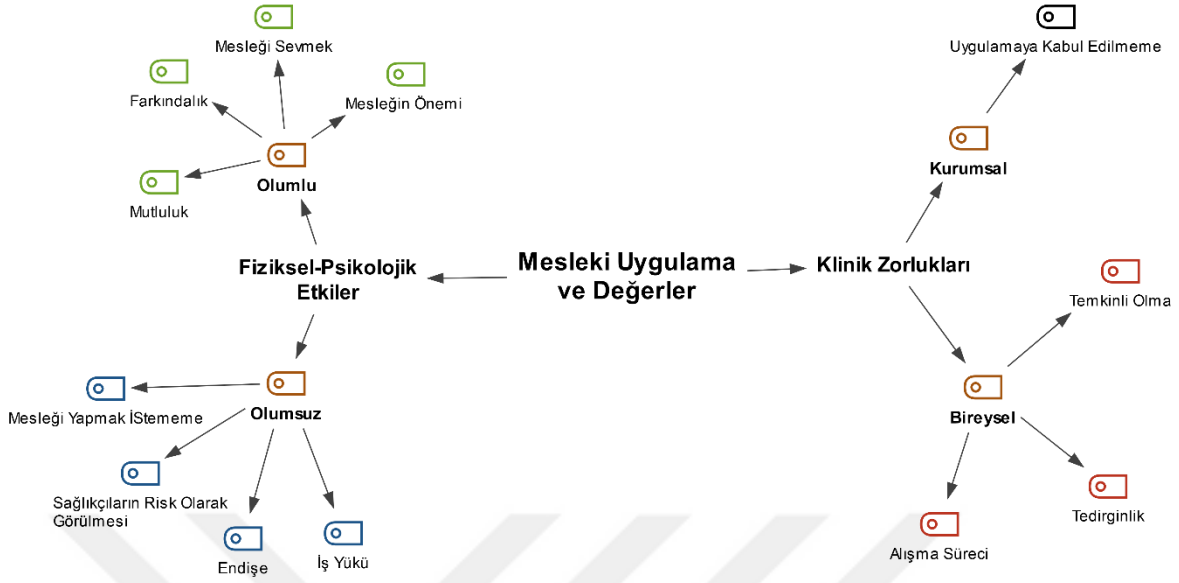 Mesleği Sevmek
Farkındalık
Mesleğin Önemi
Olumlu
Mutluluk
Fiziksel-Psikolojik
Etkiler
Mesleki Uygulama
ve Değerler
Klinik Zorlukları
Uygulamaya Kabul Edilmeme
Kurumsal
Temkinli Olma
Bireysel
Tedirginlik
Alışma Süreci
Mesleği Yapmak İStememe
Olumsuz
Sağlıkçıların Risk Olarak
Görülmesi
Endişe
İş Yükü